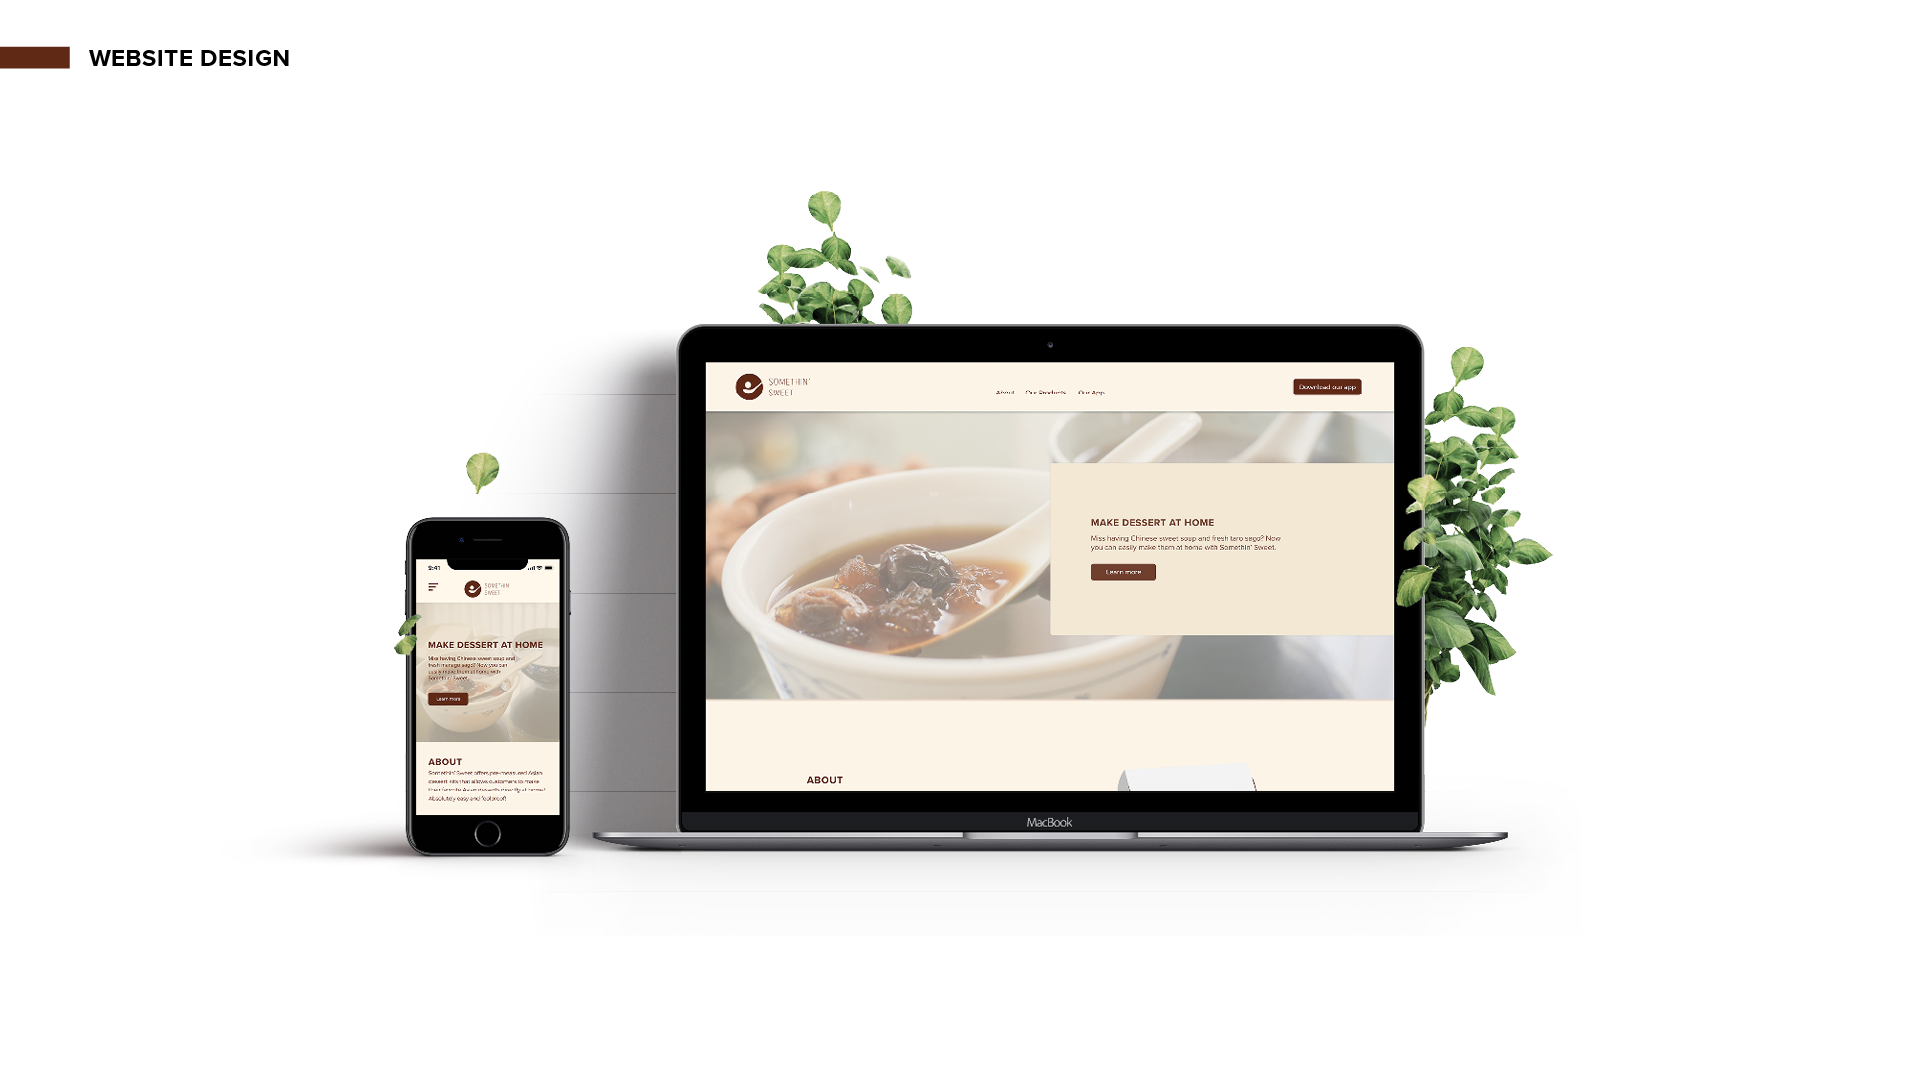 WEBSITE DESIGN
SOMETHIN'
SWEET
About Our Products Our App
Download our app
MAKE DESSERT AT HOME
Miss having Chinese sweet soup and fresh taro sago? Now
you can easily make them at home with Somethin' Sweet.
Learn more
ABOUT
MacBook
9:41
SOMETHIN'
SWEET
MAKE DESSERT AT HOME
Miss having Chinese sweet soup and
fresh mango sago? Now you can
easily make them at home with
Somethin' Sweet.
Learn more
ABOUT
Somethin' Sweet offers pre-measured Asian
dessert kits that allows customers to make
their favorite Asian desserts directly at home!
Absolutely easy and foolproof!